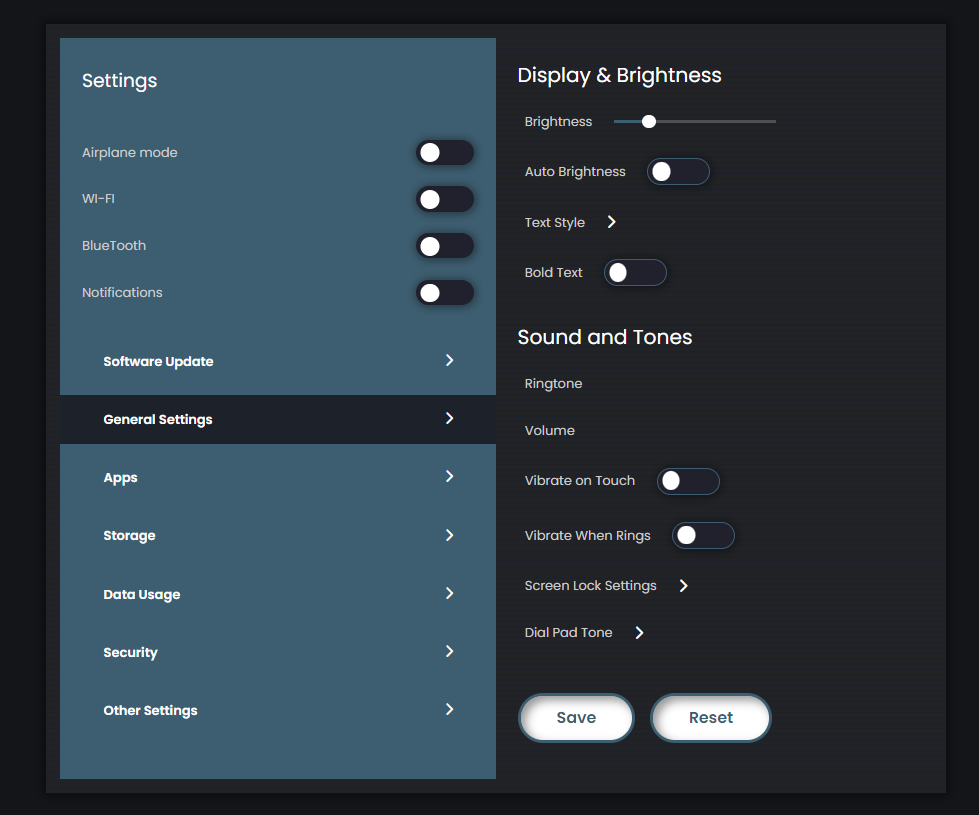 Settings
Airplane mode
WI-FI
BlueTooth
Notifications
Software Update
General Settings
Apps
Storage
Data Usage
Security
Other Settings
Display & Brightness
Brightness
Auto Brightness
Text Style
Bold Text
Sound and Tones
Ringtone
Volume
Vibrate on Touch
Vibrate When Rings
Screen Lock Settings
Dial Pad Tone
Save
Reset